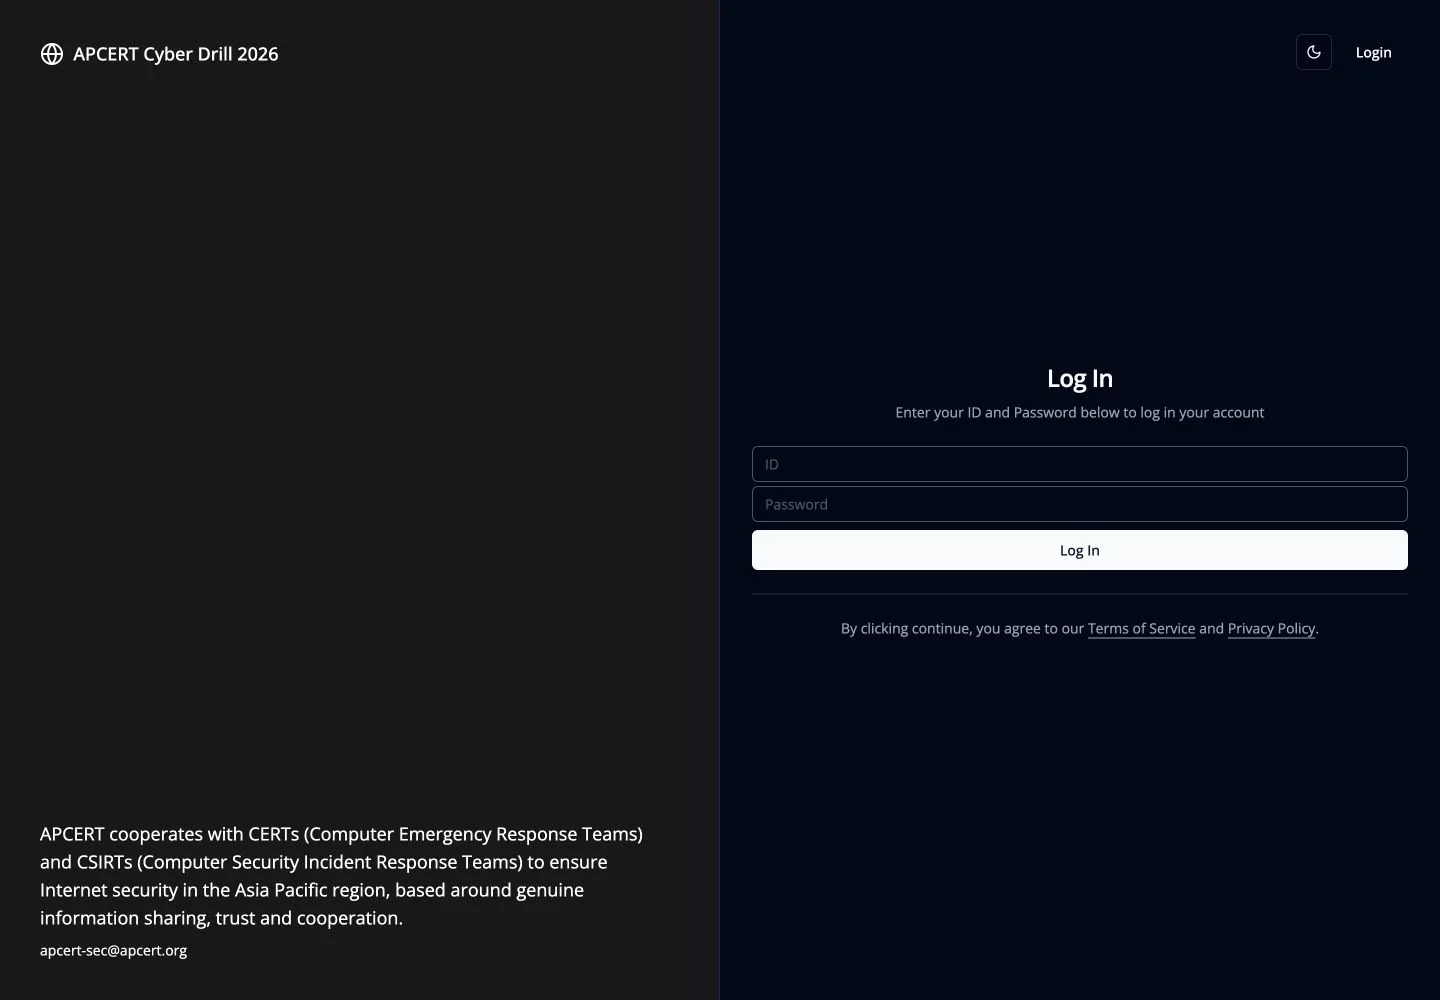 APCERT Cyber Drill 2026
Login
Log In
Enter your ID and Password below to log in your account
ID
Password
Log In
By clicking continue, you agree to our Terms of Service and Privacy Policy.
APCERT cooperates with CERTs (Computer Emergency Response Teams)
and CSIRTs (Computer Security Incident Response Teams) to ensure
Internet security in the Asia Pacific region, based around genuine
information sharing, trust and cooperation.
apcert-sec@apcert.org